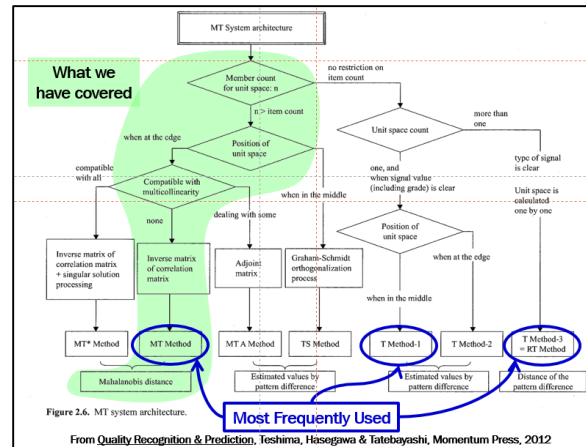 MT System architecture
What we
have covered
Member count
for unit space: n
no restriction on
item count
n > item count
more than
one
Unit space count
when at the edge
Position of
unit space
compatible
with all
one, and
when signal value
(including grade) is clear
type of signal
is clear
Compatible with
multicollinearity
Unit space is
calculated
one by one
none
dealing with some
when in the middle
Position of
unit space
when at the edge
Inverse matrix of
correlation matrix
+ singular solution
processing
Inverse matrix
of correlation
matrix
Adjoint
matrix
Graham-Schmidt
orthogonalization
process
when in the middle
MT* Method
MT Method
MT A Method
TS Method
T Method-1
T Method-2
T Method-3
= RT Method
Mahalanobis distance
Estimated values by
pattern difference
Estimated values by
pattern difference
Distance of the
pattern difference
Figure 2.6. MT system architecture.
Most Frequently Used
From Quality Recognition & Prediction, Teshima, Hasegawa & Tatebayashi, Momentum Press, 2012